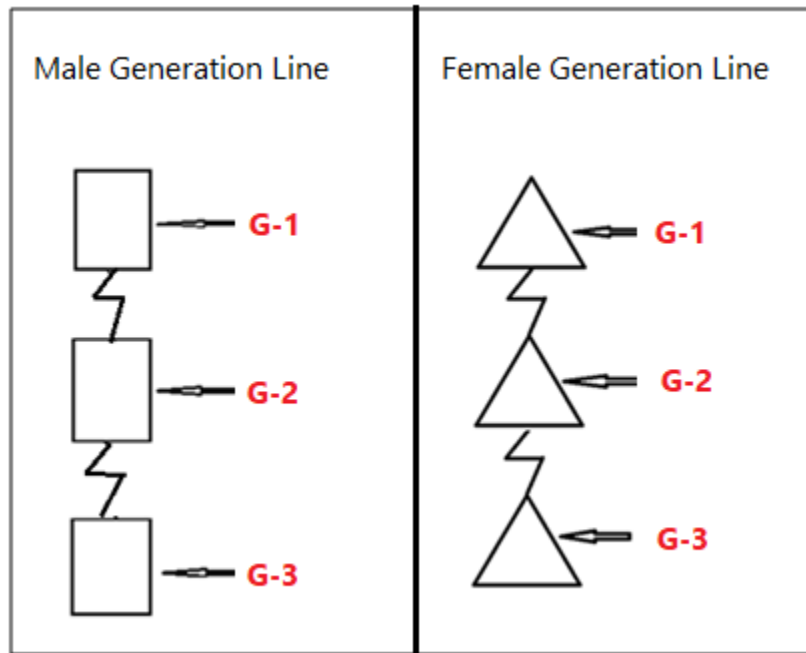 Male Generation Line
G-1
G-2
G-3
Female Generation Line
G-1
G-2
G-3